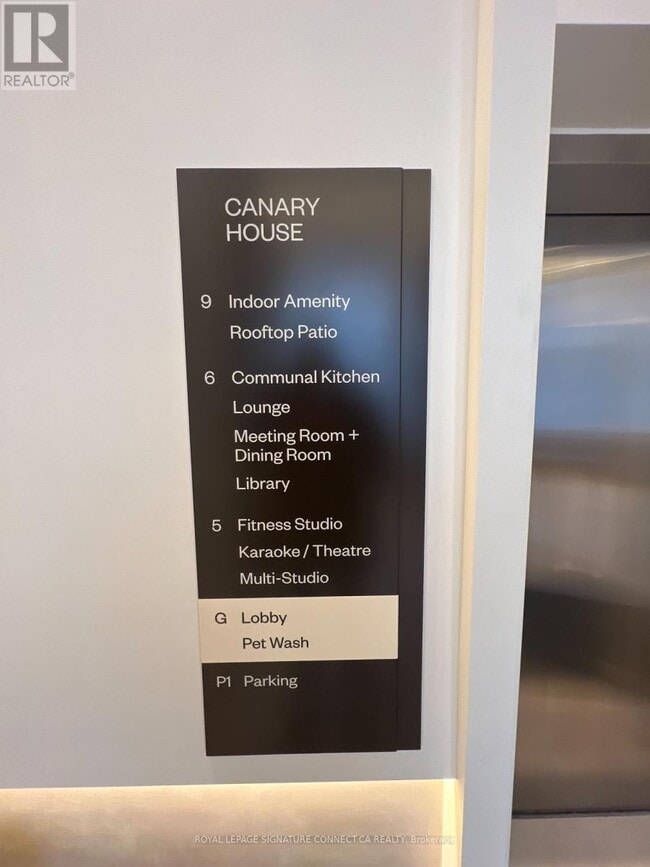 R
REALTOR®
CANARY
HOUSE
9 Indoor Amenity
Rooftop Patio
6 Communal Kitchen
Lounge
Meeting Room +
Dining Room
Library
5 Fitness Studio
Karaoke / Theatre
Multi-Studio
G Lobby
Pet Wash
P1 Parking
ROYAL LEPAGE SIGNATURE CONNECT.CA REALTY, Brokerage